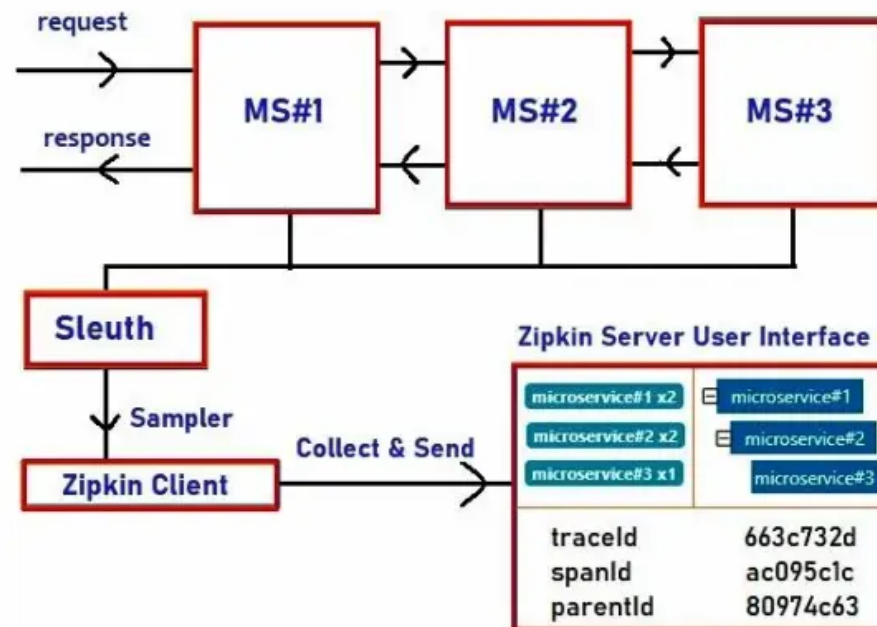 request
response
MS#1
MS#2
MS#3
Sleuth
Sampler
Zipkin Client
Collect & Send
Zipkin Server User Interface
microservice#1 x2
microservice#2 x2
microservice#3 x1
microservice#1
microservice#2
microservice#3
traceId 663c732d
spanId ac095c1c
parentId 80974c63